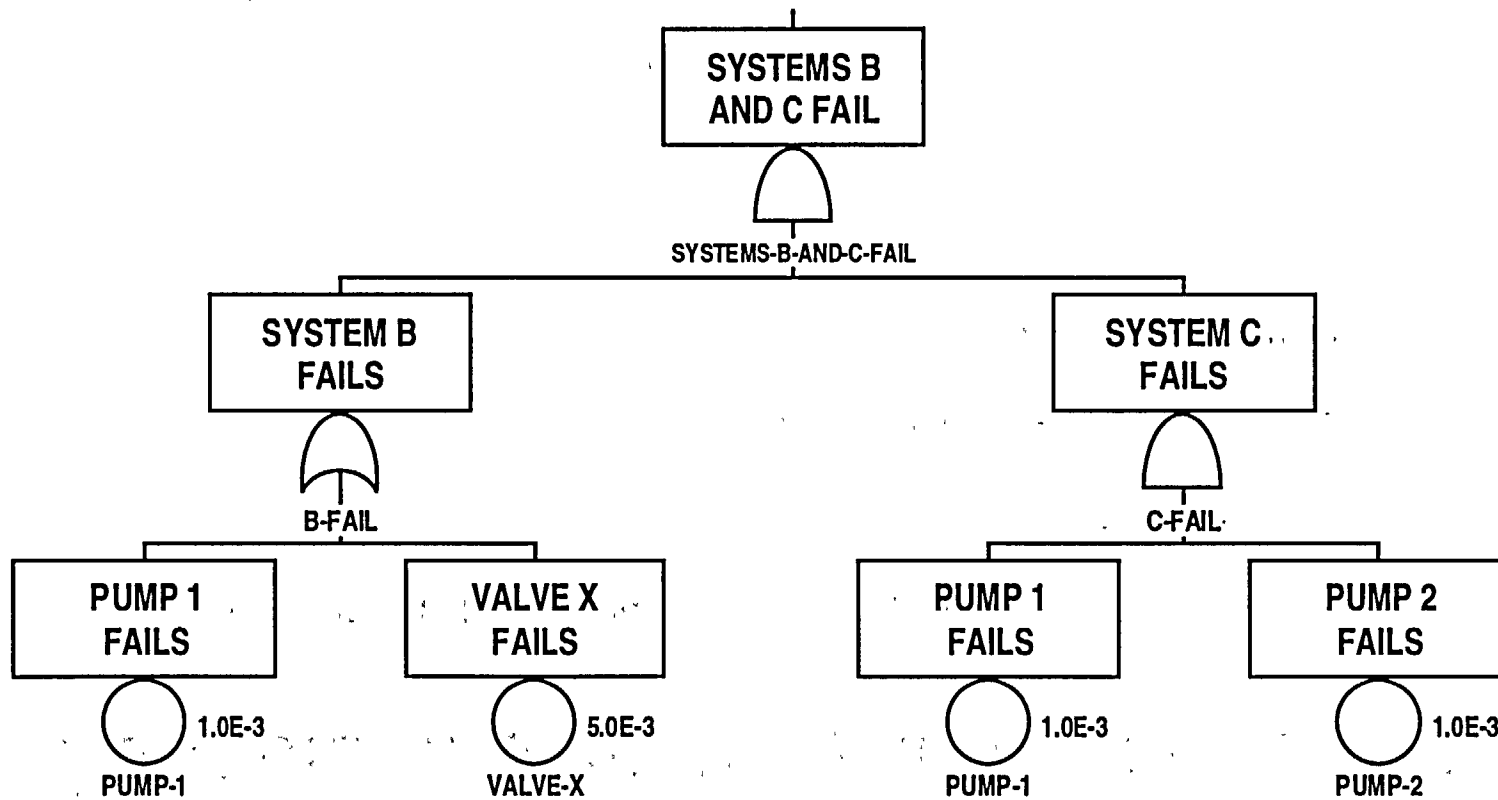 SYSTEMS B
AND C FAIL
SYSTEMS-B-AND-C-FAIL
SYSTEM B
FAILS
SYSTEM C
FAILS
B-FAIL
C-FAIL
PUMP 1
FAILS
VALVE X
FAILS
PUMP 1
FAILS
PUMP 2
FAILS
1.0E-3
5.0E-3
1.0E-3
1.0E-3
PUMP-1
VALVE-X
PUMP-1
PUMP-2